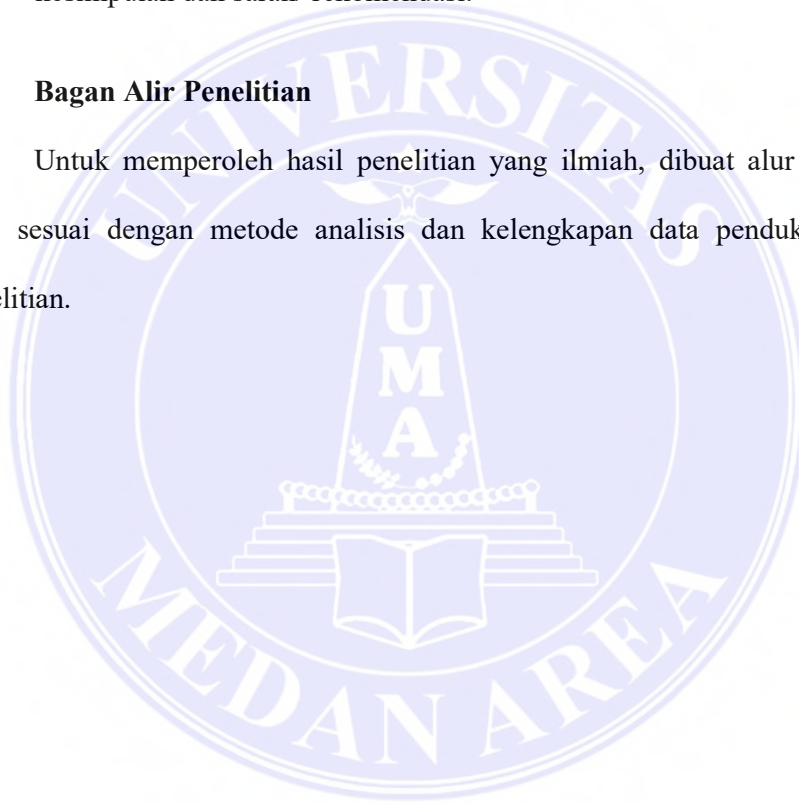 Bagan Alir Penelitian
Untuk memperoleh hasil penelitian yang ilmiah, dibuat alur
sesuai dengan metode analisis dan kelengkapan data penduk
elitian.
UNIVERSITAS
U
M
A
MEDAN AREA